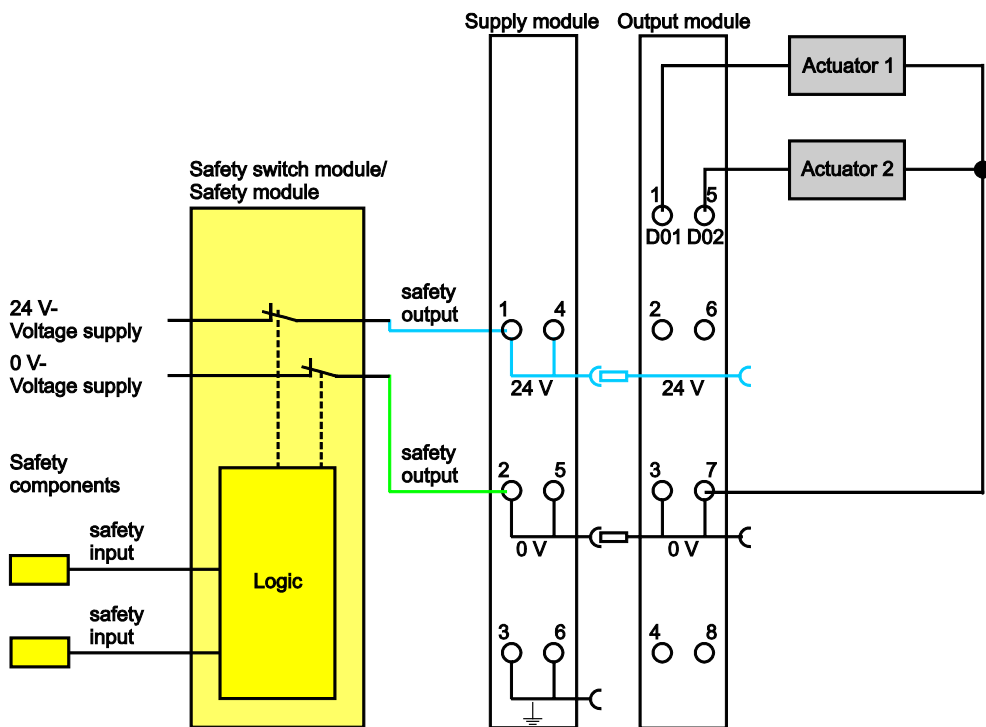 Supply module
Output module
Actuator 1
Actuator 2
Safety switch module/
Safety module
1
5
D01
D02
24 V-
Voltage supply
safety
output
1
4
2
6
0 V-
Voltage supply
24 V
24 V
Safety
components
safety
output
2
5
3
7
safety
input
0 V
0 V
Logic
safety
input
3
6
4
8